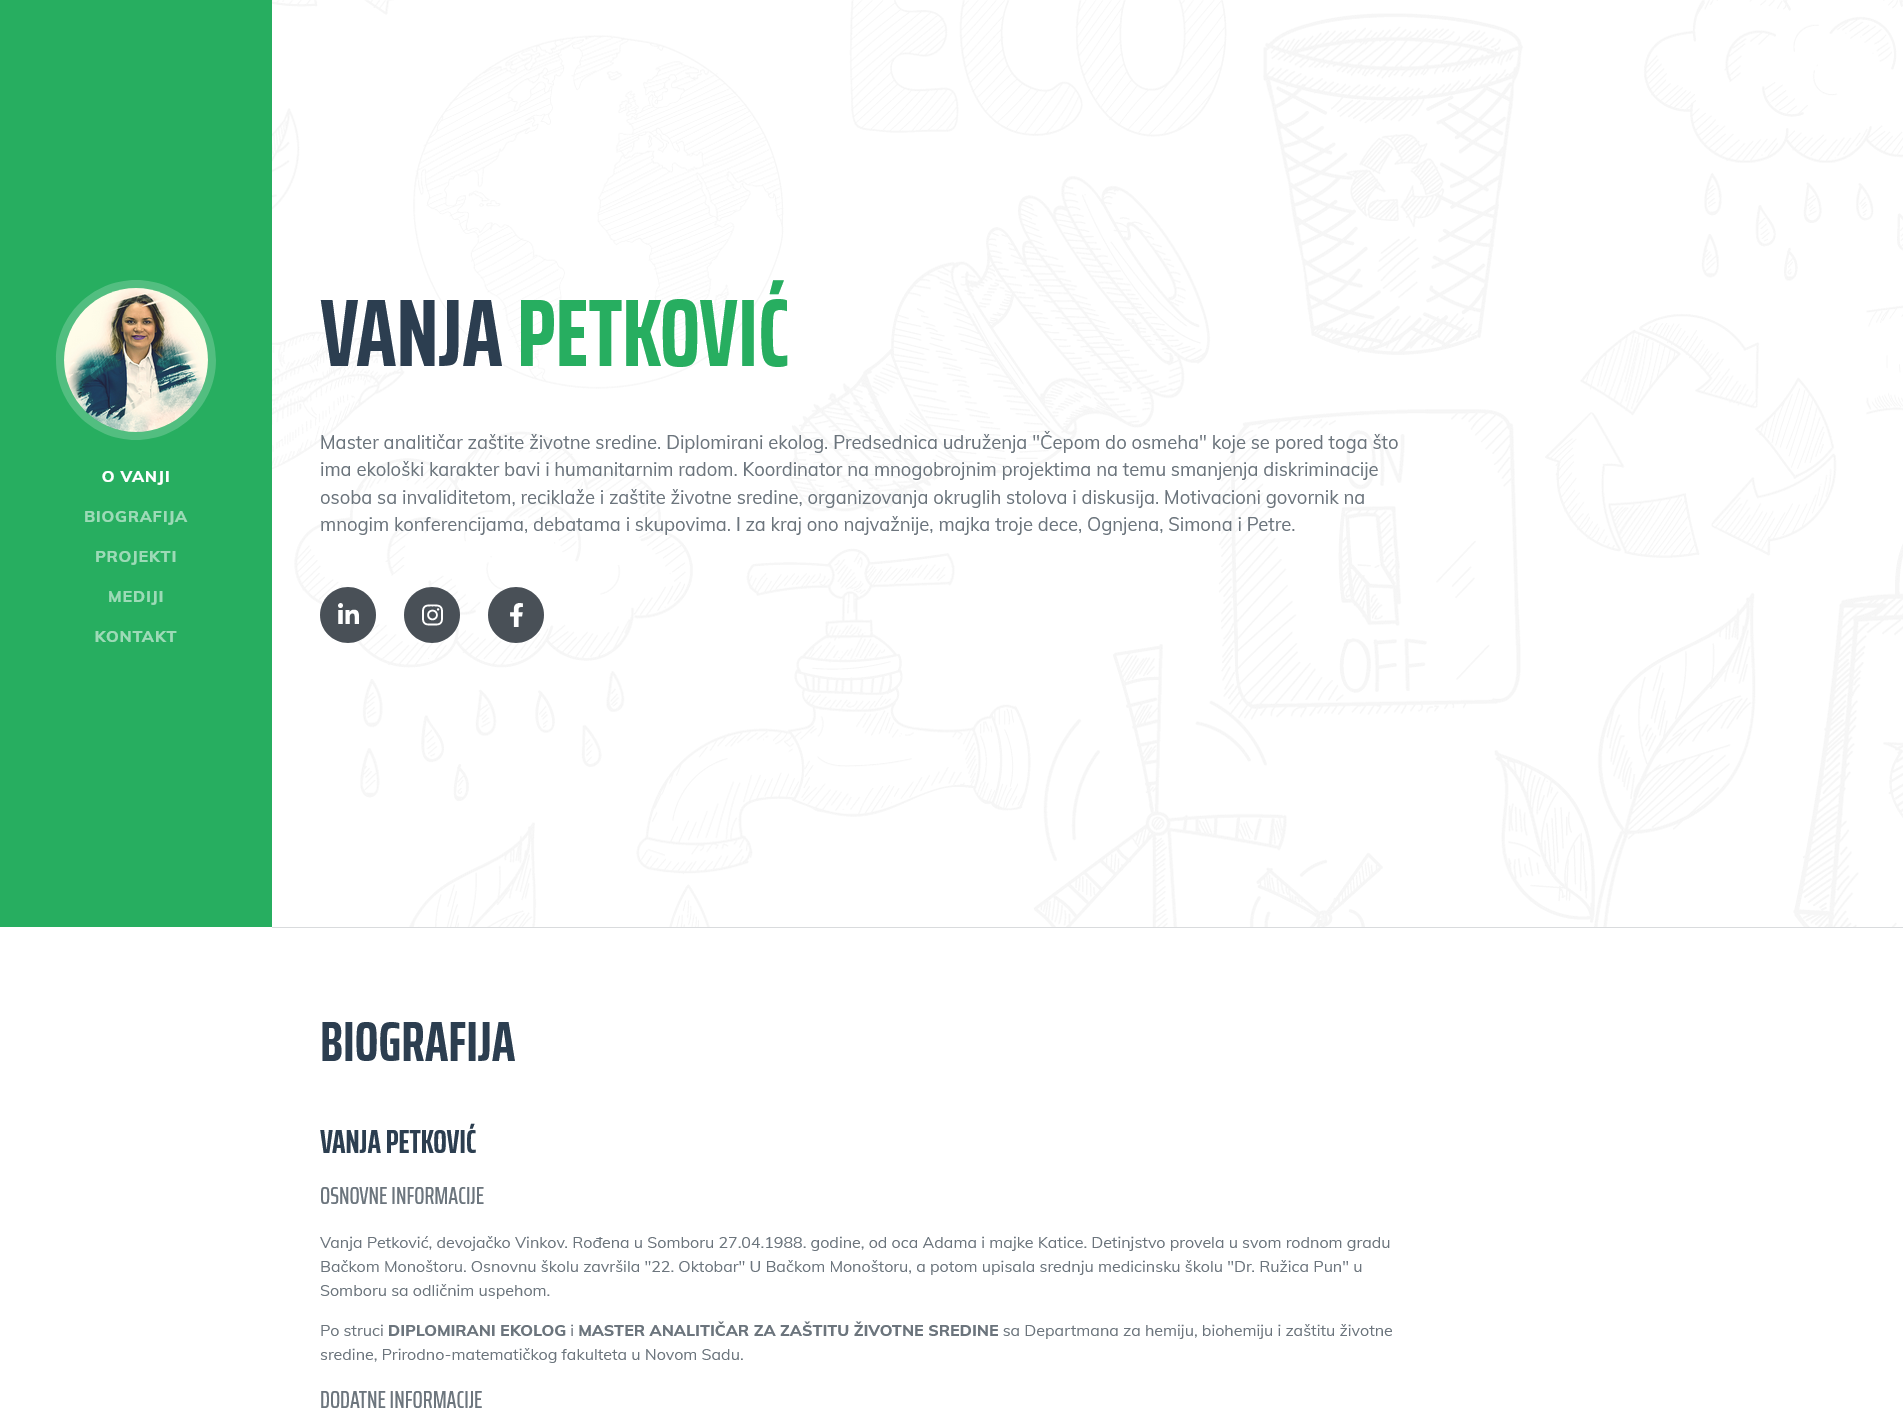 O VANJI
BIOGRAFIJA
PROJEKTI
MEDIJI
KONTAKT
ECO
VANJA PETKOVIĆ
Master analitičar zaštite životne sredine. Diplomirani ekolog. Predsednica udruženja "Čepom do osmeha" koje se pored toga što
ima ekološki karakter bavi i humanitarnim radom. Koordinator na mnogobrojnim projektima na temu smanjenja diskriminacije
osoba sa invaliditetom, reciklaže i zaštite životne sredine, organizovanja okruglih stolova i diskusija. Motivacioni govornik na
mnogim konferencijama, debatama i skupovima. I za kraj ono najvažnije, majka troje dece, Ognjena, Simona i Petre.
ON
OFF
BIOGRAFIJA
VANJA PETKOVIĆ
OSNOVNE INFORMACIJE
Vanja Petković, devojačko Vinkov. Rođena u Somboru 27.04.1988. godine, od oca Adama i majke Katice. Detinjstvo provela u svom rodnom gradu
Bačkom Monoštoru. Osnovnu školu završila "22. Oktobar" U Bačkom Monoštoru, a potom upisala srednju medicinsku školu "Dr. Ružica Pun" u
Somboru sa odličnim uspehom.
Po struci DIPLOMIRANI EKOLOG i MASTER ANALITIČAR ZA ZAŠTITU ŽIVOTNE SREDINE sa Departmana za hemiju, biohemiju i zaštitu životne
sredine, Prirodno-matematičkog fakulteta u Novom Sadu.
DODATNE INFORMACIJE